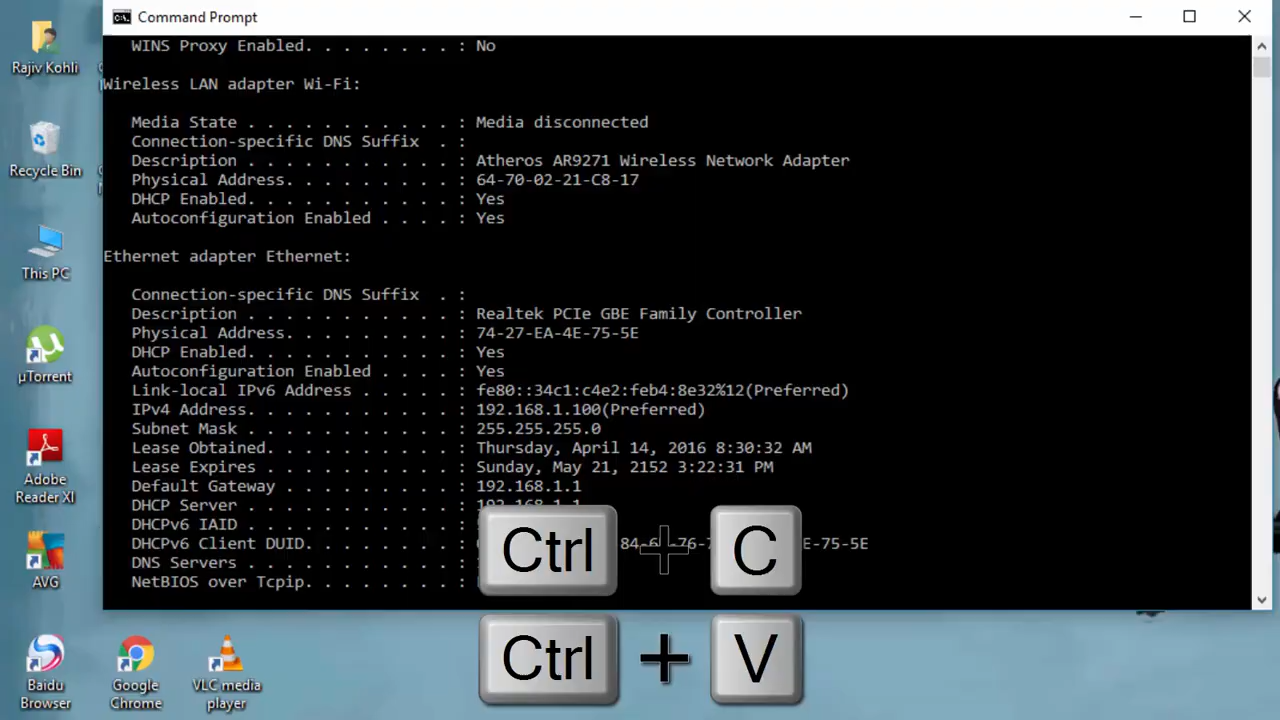 Command Prompt
WINS Proxy Enabled. . . . . . . . : No
Wireless LAN adapter Wi-Fi:
Media State . . . . . . . . . . . : Media disconnected
Connection-specific DNS Suffix  . :
Description . . . . . . . . . . . : Atheros AR9271 Wireless Network Adapter
Physical Address. . . . . . . . . : 64-70-02-21-C8-17
DHCP Enabled. . . . . . . . . . . : Yes
Autoconfiguration Enabled . . . . : Yes
Ethernet adapter Ethernet:
Connection-specific DNS Suffix  . :
Description . . . . . . . . . . . : Realtek PCIe GBE Family Controller
Physical Address. . . . . . . . . : 74-27-EA-4E-75-5E
DHCP Enabled. . . . . . . . . . . : Yes
Autoconfiguration Enabled . . . . : Yes
Link-local IPv6 Address . . . . . : fe80::34c1:c4e2:feb4:8e32%12(Preferred)
IPv4 Address. . . . . . . . . . . : 192.168.1.100(Preferred)
Subnet Mask . . . . . . . . . . . : 255.255.255.0
Lease Obtained. . . . . . . . . . : Thursday, April 14, 2016 8:30:32 AM
Lease Expires . . . . . . . . . . : Sunday, May 21, 2152 3:22:31 PM
Default Gateway . . . . . . . . . : 192.168.1.1
DHCP Server . . . . . . . . . . . : 192.168.1.1
DHCPv6 IAID . . . . . . . . . . . :
DHCPv6 Client DUID. . . . . . . . : E-75-5E
DNS Servers . . . . . . . . . . . :
NetBIOS over Tcpip. . . . . . . . :
Ctrl + C
Ctrl + V
Rajiv Kohli
Recycle Bin
This PC
µTorrent
Adobe
Reader XI
AVG
Baidu
Browser
Google
Chrome
VLC media
player